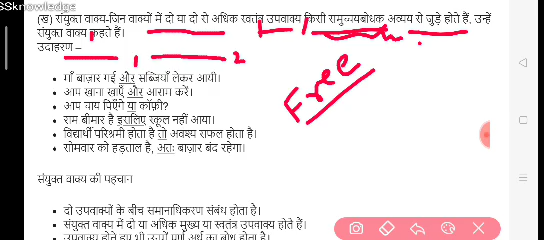 SSknowledge
(ख) संयुक्त वाक्य-जिन वाक्यों में दो या दो से अधिक स्वतंत्र उपवाक्य किसी समुच्चयबोधक अव्यय से जुड़े होते हैं, उन्हें
संयुक्त वाक्य कहते हैं।
उदाहरण –
1 2
Free
माँ बाज़ार गई और सब्जियाँ लेकर आयी।
आप खाना खाएँ और आराम करें।
आप चाय पिएँगे या कॉफ़ी?
राम बीमार है इसलिए स्कूल नहीं आया।
विद्यार्थी परिश्रमी होता है तो अवश्य सफल होता है।
सोमवार को हड़ताल है, अतः बाज़ार बंद रहेगा।
संयुक्त वाक्य की पहचान
दो उपवाक्यों के बीच समानाधिकरण संबंध होता है।
संयुक्त वाक्य में दो या अधिक मुख्य या स्वतंत्र उपवाक्य होते हैं।